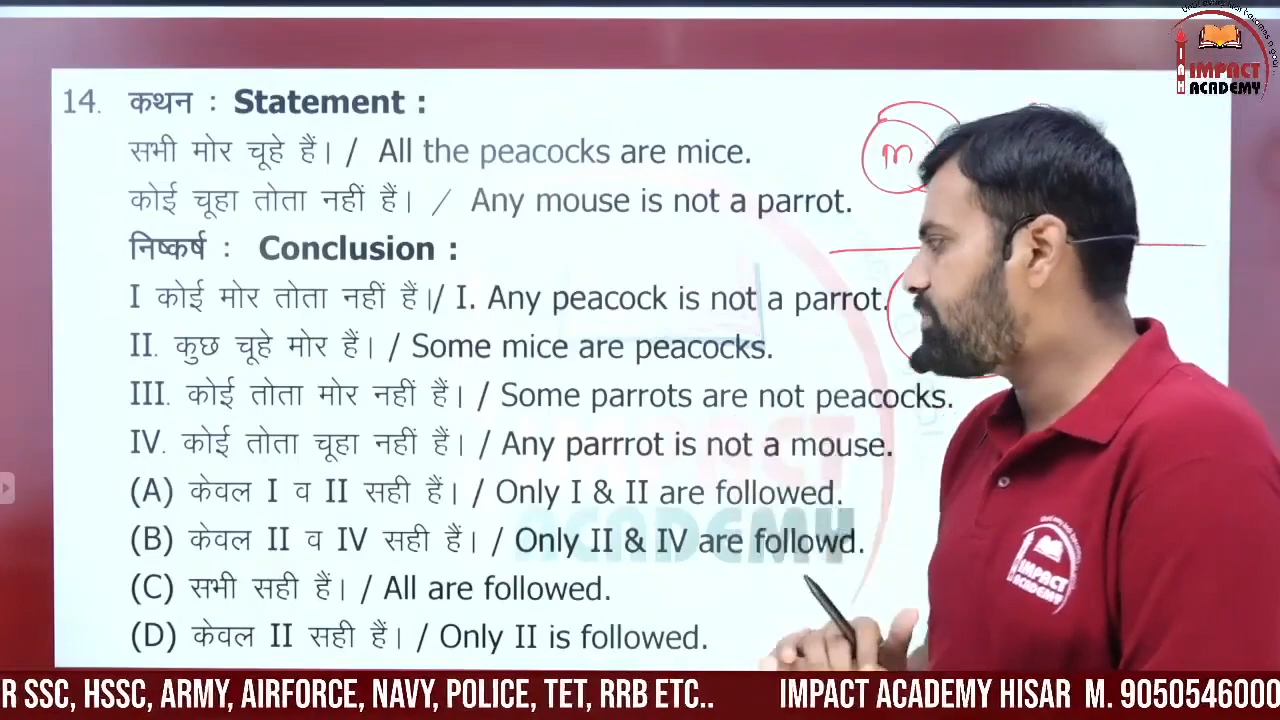 IMPACT
ACADEMY
14. कथन : Statement :
सभी मोर चूहे हैं। / All the peacocks are mice.
m
कोई चूहा तोता नहीं हैं। / Any mouse is not a parrot.
निष्कर्ष : Conclusion :
I कोई मोर तोता नहीं हैं।/ I. Any peacock is not a parrot.
II. कुछ चूहे मोर हैं। / Some mice are peacocks.
III. कोई तोता मोर नहीं हैं। / Some parrots are not peacocks.
IV. कोई तोता चूहा नहीं हैं। / Any parrrot is not a mouse.
(A) केवल I व II सही हैं। / Only I & II are followed.
(B) केवल II व IV सही हैं। / Only II & IV are followd.
(C) सभी सही हैं। / All are followed.
(D) केवल II सही हैं। / Only II is followed.
ACADEMY
IMPACT
ACADEMY
R SSC, HSSC, ARMY, AIRFORCE, NAVY, POLICE, TET, RRB ETC.. IMPACT ACADEMY HISAR M. 9050546000